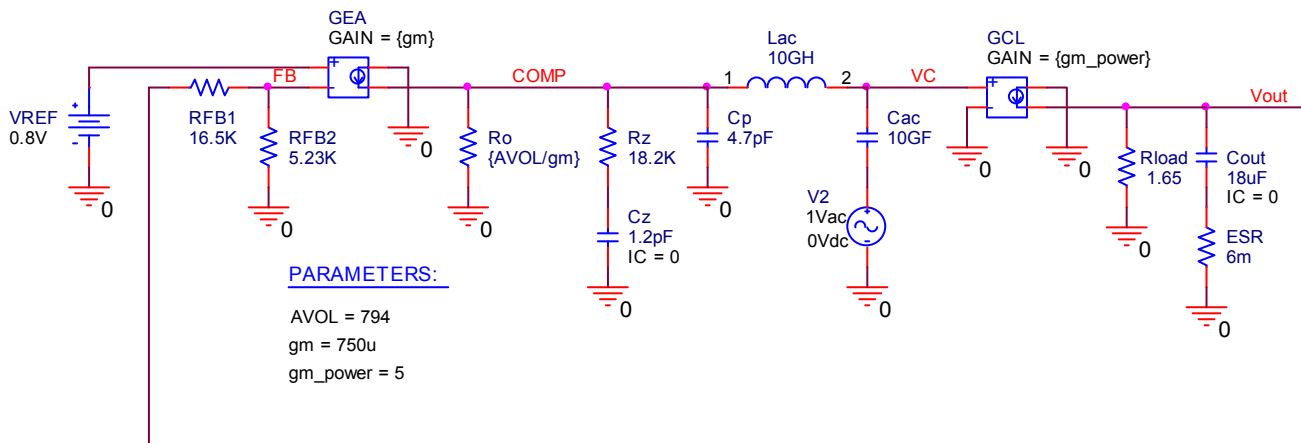 GEA
GAIN = {gm}
FB
VREF
0.8V
+
-
0
RFB1
16.5K
RFB2
5.23K
0
+
-
0
COMP
Ro
{AVOL/gm}
0
Rz
18.2K
Cz
1.2pF
IC = 0
0
Cp
4.7pF
0
Lac
10GH
1
2
VC
Cac
10GF
V2
1Vac
0Vdc
+
-
0
GCL
GAIN = {gm_power}
+
-
0
0
Vout
Rload
1.65
0
Cout
18uF
IC = 0
ESR
6m
0
PARAMETERS:
AVOL = 794
gm = 750u
gm_power = 5